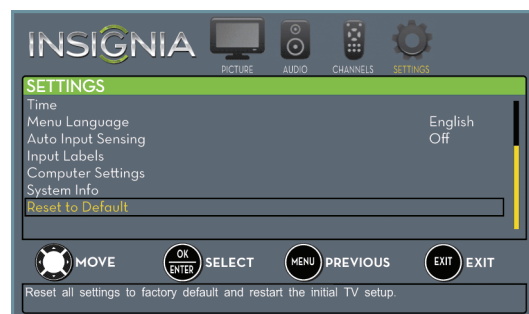 INSIGNIA
PICTURE AUDIO CHANNELS SETTINGS
SETTINGS
Time
Menu Language English
Auto Input Sensing Off
Input Labels
Computer Settings
System Info
Reset to Default
MOVE OK ENTER SELECT MENU PREVIOUS EXIT EXIT
Reset all settings to factory default and restart the initial TV setup.